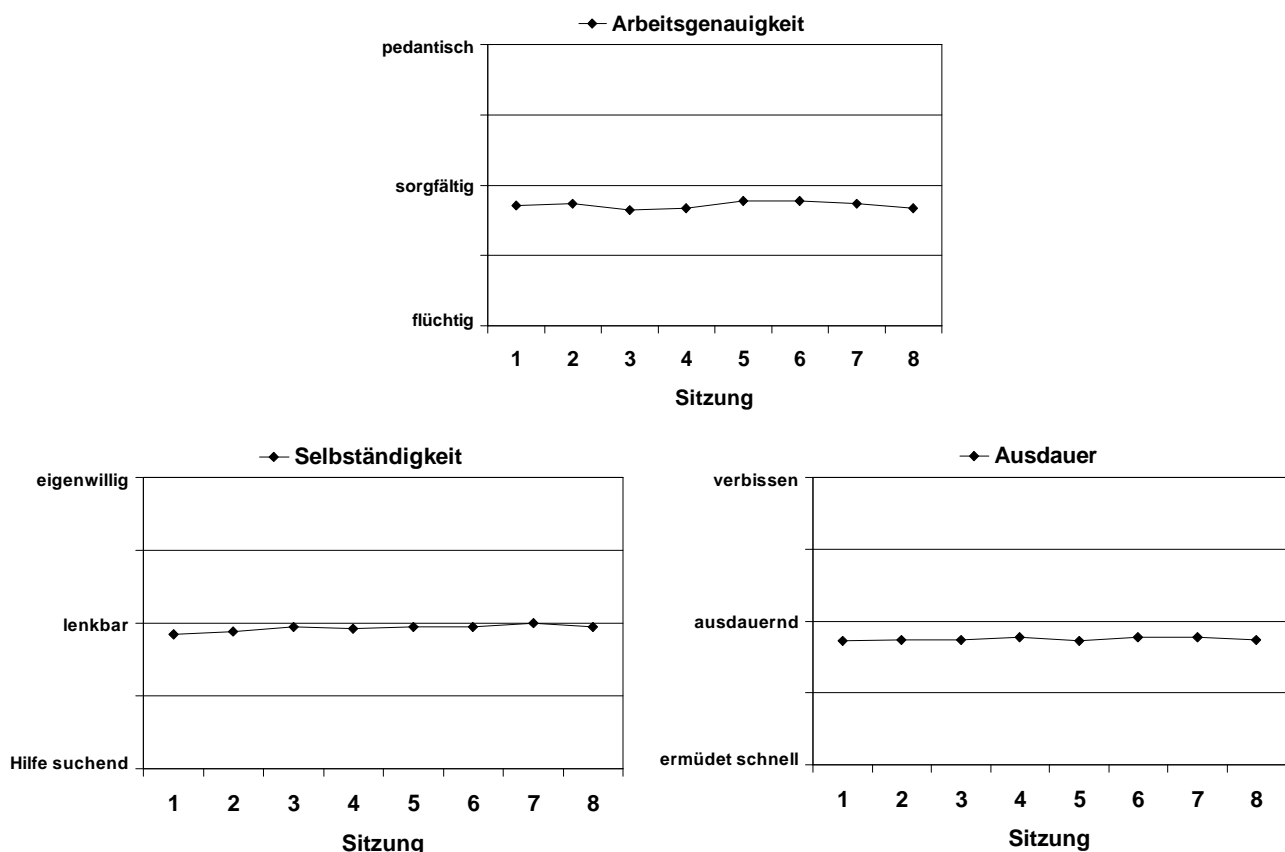 Arbeitsgenauigkeit
pedantisch
sorgfältig
flüchtig
1 2 3 4 5 6 7 8
Sitzung
Selbständigkeit
eigenwillig
lenkbar
Hilfe suchend
1 2 3 4 5 6 7 8
Sitzung
Ausdauer
verbissen
ausdauernd
ermüdet schnell
1 2 3 4 5 6 7 8
Sitzung